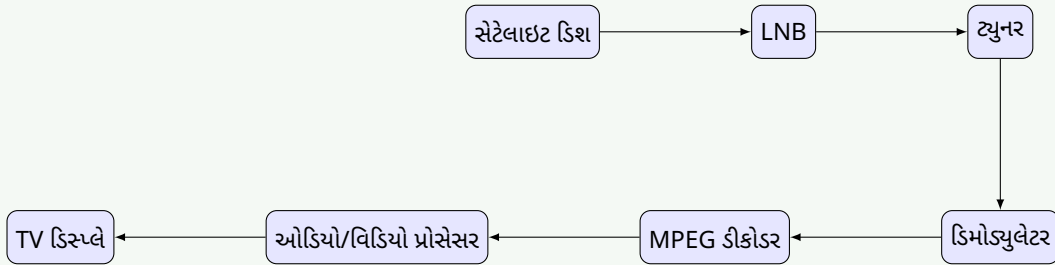 સેટેલાઇટ ડિશ
LNB
ટ્યુનર
ડિમોડ્યુલેટર
MPEG ડીકોડર
ઓડિયો/વિડિયો પ્રોસેસર
TV ડિસ્પ્લે